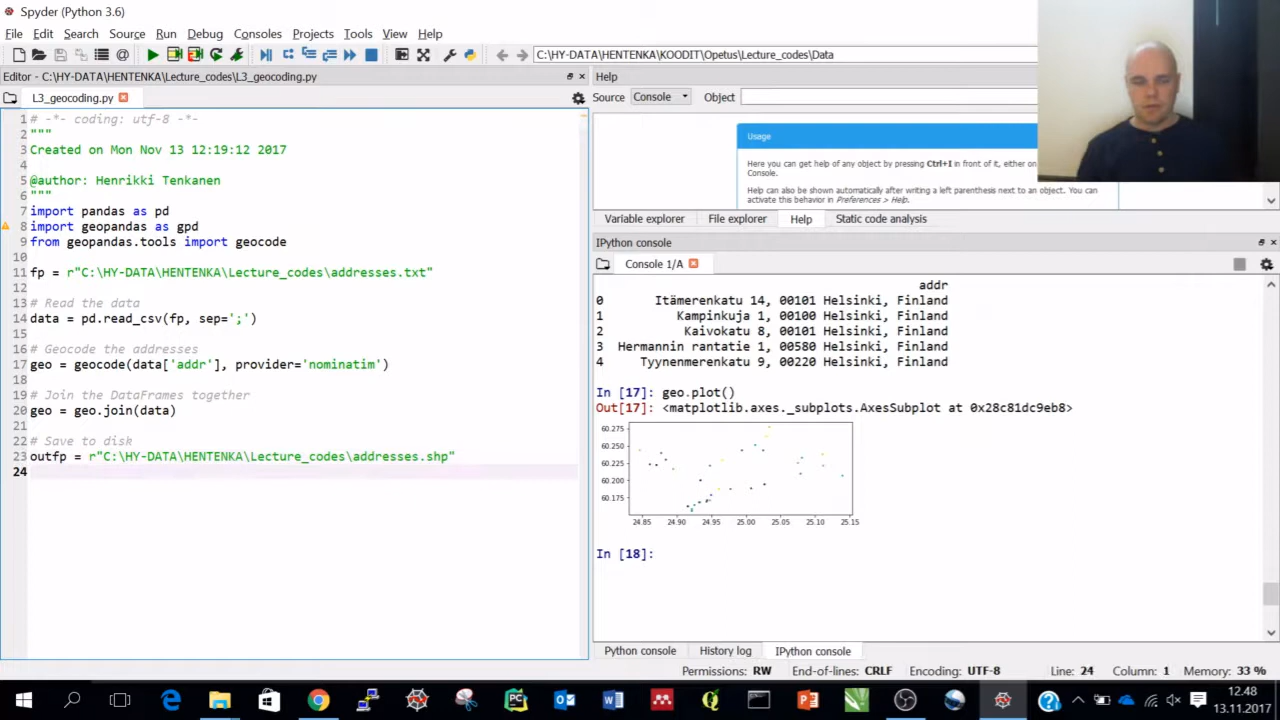 Spyder (Python 3.6)
File Edit Search Source Run Debug Consoles Projects Tools View Help
C:\HY-DATA\HENTENKA\KOODIT\Opetus\Lecture_codes\Data
Editor - C:\HY-DATA\HENTENKA\Lecture_codes\L3_geocoding.py
L3_geocoding.py
1 # -*- coding: utf-8 -*-
2 """
3 Created on Mon Nov 13 12:19:12 2017
4
5 @author: Henrikki Tenkanen
6 """
7 import pandas as pd
8 import geopandas as gpd
9 from geopandas.tools import geocode
10
11 fp = r"C:\HY-DATA\HENTENKA\Lecture_codes\addresses.txt"
12
13 # Read the data
14 data = pd.read_csv(fp, sep=';')
15
16 # Geocode the addresses
17 geo = geocode(data['addr'], provider='nominatim')
18
19 # Join the DataFrames together
20 geo = geo.join(data)
21
22 # Save to disk
23 outfp = r"C:\HY-DATA\HENTENKA\Lecture_codes\addresses.shp"
24
Help
Source Console Object
Usage
Here you can get help of any object by pressing Ctrl+I in front of it, either on
Console.
Help can also be shown automatically after writing a left parenthesis next to an object. You can
activate this behavior in Preferences > Help.
Variable explorer File explorer Help Static code analysis
IPython console
Console 1/A
addr
0 Itämerenkatu 14, 00101 Helsinki, Finland
1 Kampinkuja 1, 00100 Helsinki, Finland
2 Kaivokatu 8, 00101 Helsinki, Finland
3 Hermannin rantatie 1, 00580 Helsinki, Finland
4 Tyynenmerenkatu 9, 00220 Helsinki, Finland
In [17]: geo.plot()
Out[17]: <matplotlib.axes._subplots.AxesSubplot at 0x28c81dc9eb8>
60.275
60.250
60.225
60.200
60.175
24.85 24.90 24.95 25.00 25.05 25.10 25.15
In [18]:
Python console History log IPython console
Permissions: RW End-of-lines: CRLF Encoding: UTF-8 Line: 24 Column: 1 Memory: 33 %
12.48
13.11.2017